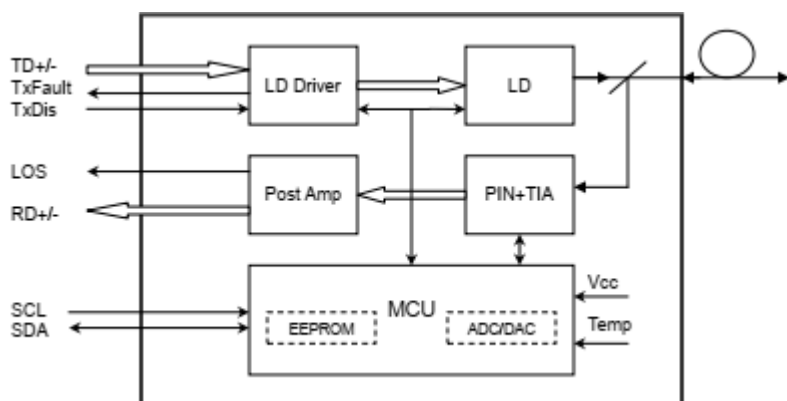 TD+/-
TxFault
TxDis
LD Driver
LD
LOS
RD+/-
Post Amp
PIN+TIA
SCL
SDA
MCU
EEPROM
ADC/DAC
Vcc
Temp